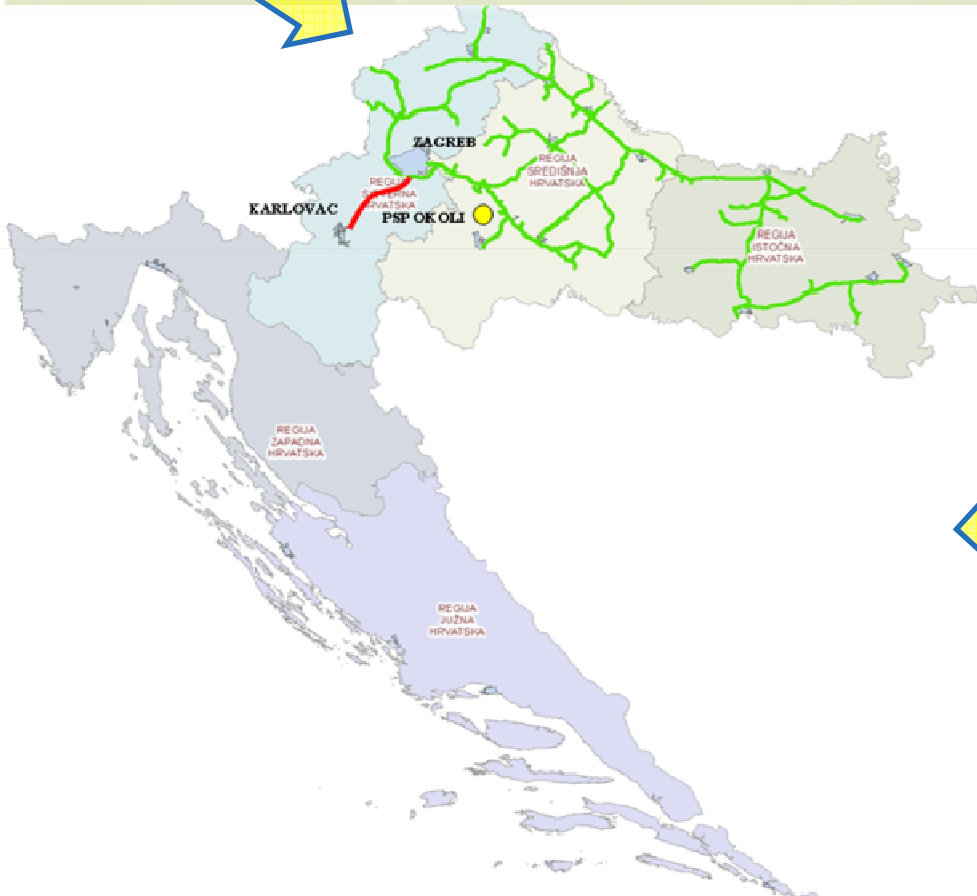 ZAGREB
REGIJA
SREDIŠNJA
HRVATSKA
REGIJA
SJEVERNA
HRVATSKA
KARLOVAC
PSP OKOLI
REGIJA
ISTOČNA
HRVATSKA
REGIJA
ZAPADNA
HRVATSKA
REGIJA
JUŽNA
HRVATSKA